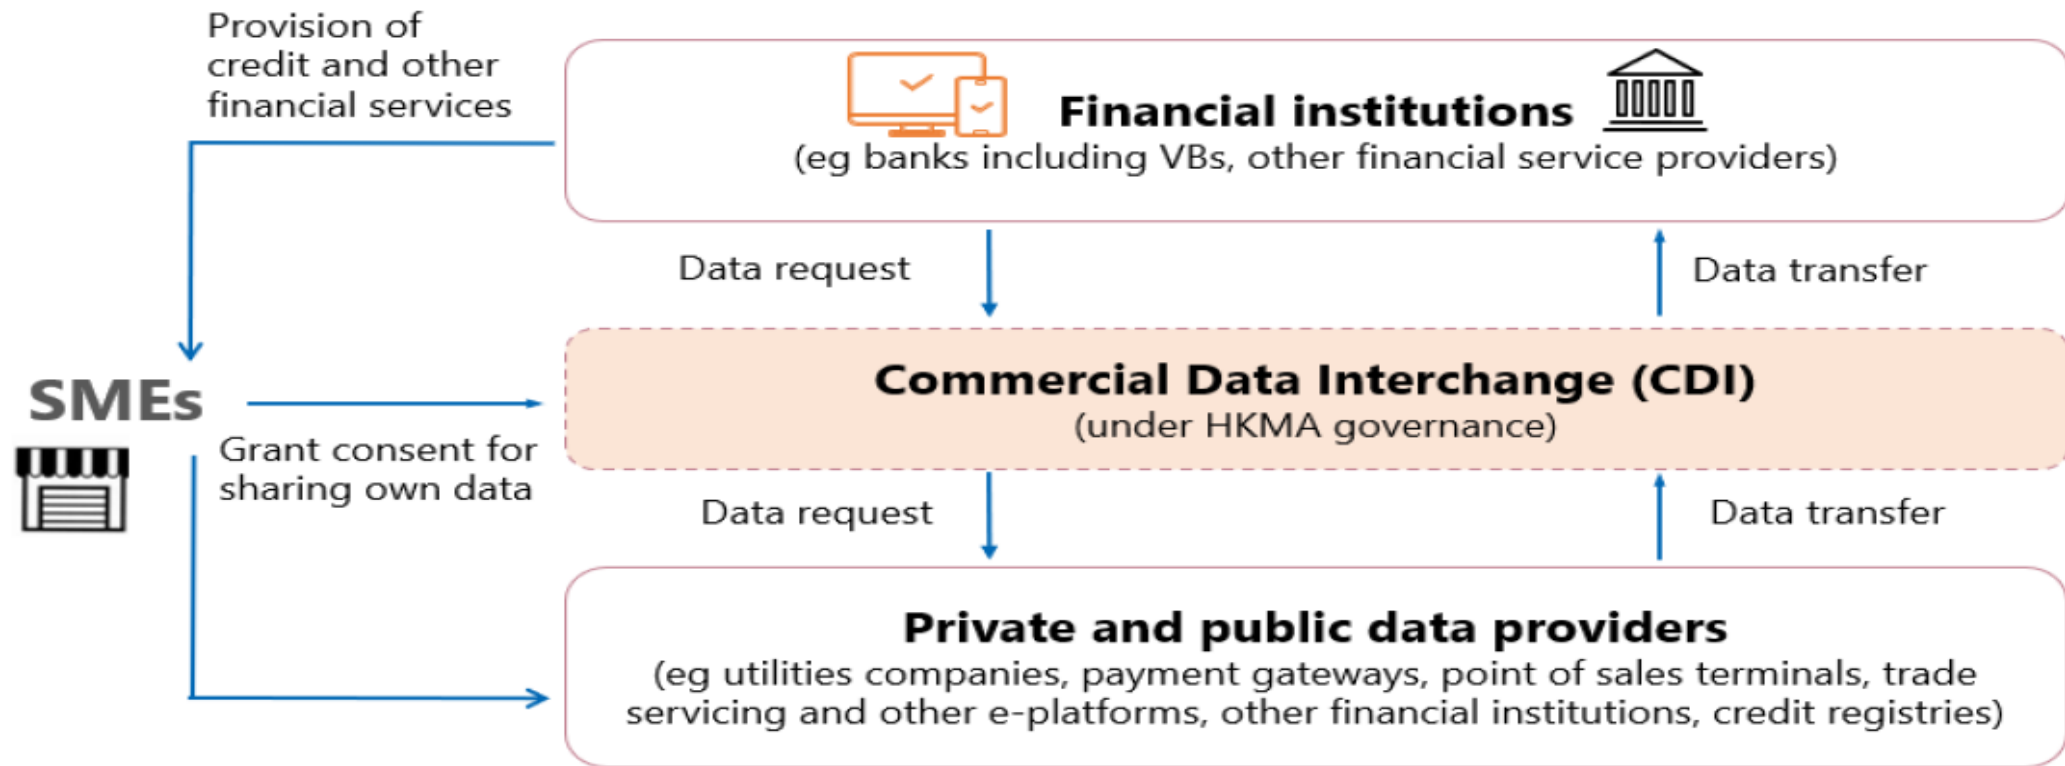 Provision of
credit and other
financial services
Financial institutions
(eg banks including VBs, other financial service providers)
Data request
Data transfer
Commercial Data Interchange (CDI)
(under HKMA governance)
SMEs
Grant consent for
sharing own data
Data request
Data transfer
Private and public data providers
(eg utilities companies, payment gateways, point of sales terminals, trade
servicing and other e-platforms, other financial institutions, credit registries)